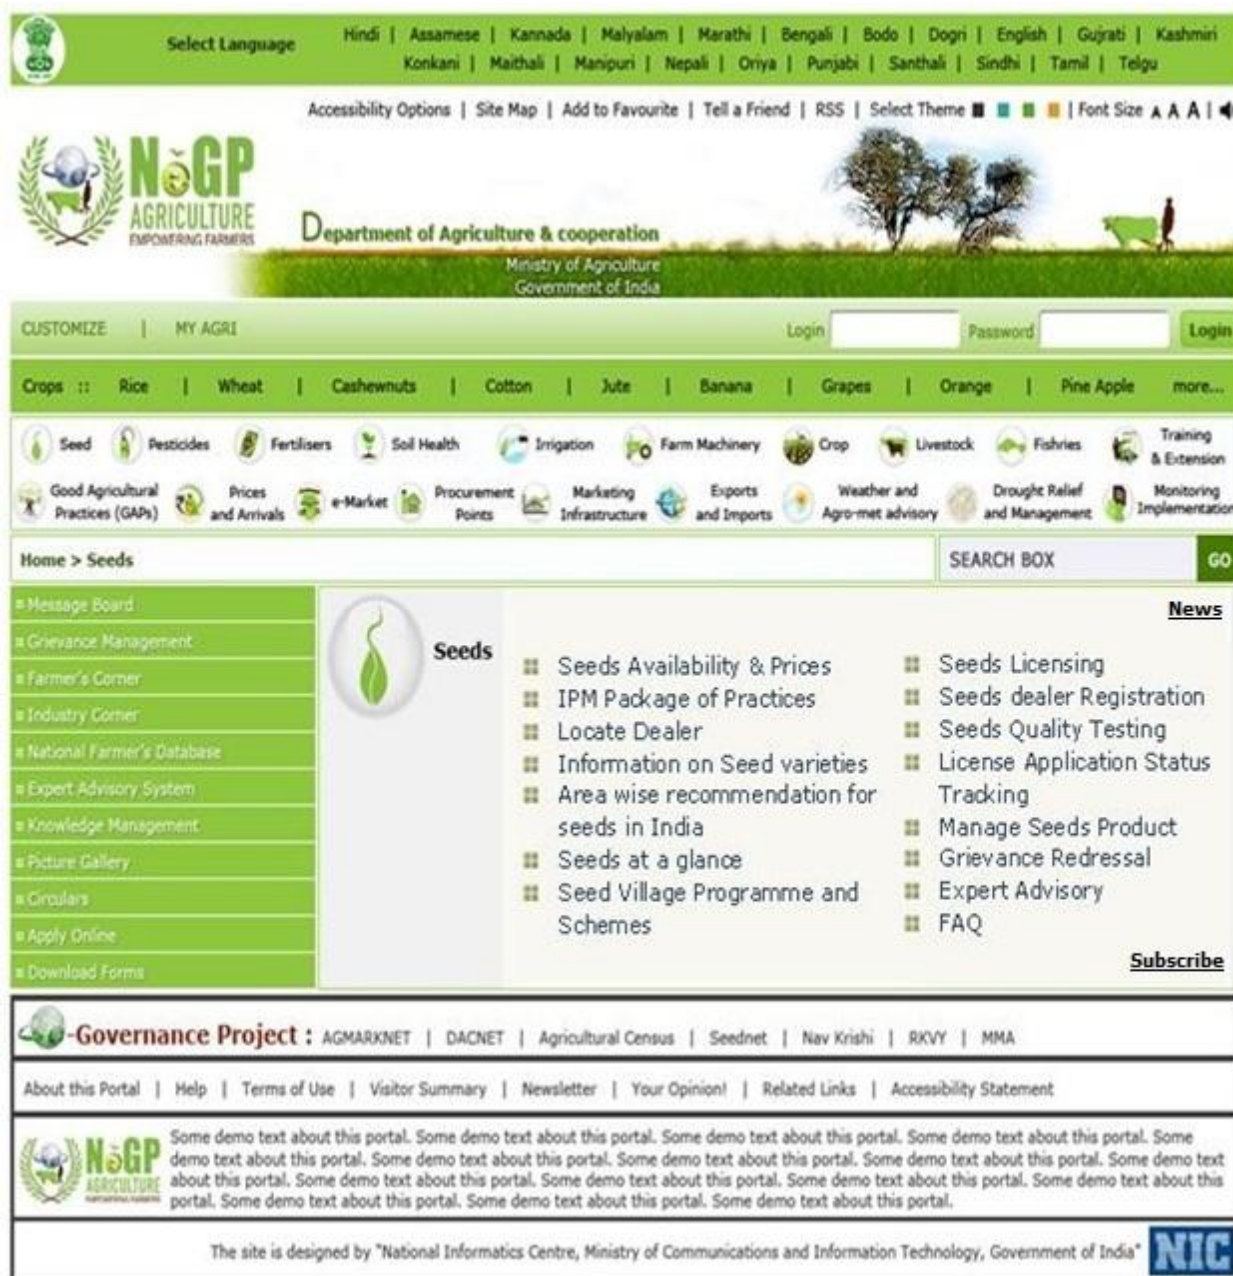 Select Language
Hindi | Assamese | Kannada | Malyalam | Marathi | Bengali | Bodo | Dogri | English | Gujrati | Kashmiri
Konkani | Maithali | Manipuri | Nepali | Oriya | Punjabi | Santhali | Sindhi | Tamil | Telgu
Accessibility Options | Site Map | Add to Favourite | Tell a Friend | RSS | Select Theme | Font Size A A A |
NeGP
AGRICULTURE
EMPOWERING FARMERS
Department of Agriculture & cooperation
Ministry of Agriculture
Government of India
CUSTOMIZE | MY AGRI
Login
Password
Login
Crops :: Rice | Wheat | Cashewnuts | Cotton | Jute | Banana | Grapes | Orange | Pine Apple more...
Seed
Pesticides
Fertilisers
Soil Health
Irrigation
Farm Machinery
Crop
Livestock
Fishries
Training
& Extension
Good Agricultural
Practices (GAPs)
Prices
and Arrivals
e-Market
Procurement
Points
Marketing
Infrastructure
Exports
and Imports
Weather and
Agro-met advisory
Drought Relief
and Management
Monitoring
Implementation
Home > Seeds
SEARCH BOX
GO
Message Board
Grievance Management
Farmer's Corner
Industry Corner
National Farmer's Database
Expert Advisory System
Knowledge Management
Picture Gallery
Circulars
Apply Online
Download Forms
Seeds
News
Seeds Availability & Prices
IPM Package of Practices
Locate Dealer
Information on Seed varieties
Area wise recommendation for
seeds in India
Seeds at a glance
Seed Village Programme and
Schemes
Seeds Licensing
Seeds dealer Registration
Seeds Quality Testing
License Application Status
Tracking
Manage Seeds Product
Grievance Redressal
Expert Advisory
FAQ
Subscribe
e-Governance Project : AGMARKNET | DACNET | Agricultural Census | Seednet | Nav Krishi | RKVY | MMA
About this Portal | Help | Terms of Use | Visitor Summary | Newsletter | Your Opinion! | Related Links | Accessibility Statement
NeGP
AGRICULTURE
EMPOWERING FARMERS
Some demo text about this portal. Some demo text about this portal. Some demo text about this portal. Some demo text about this portal. Some
demo text about this portal. Some demo text about this portal. Some demo text about this portal. Some demo text about this portal. Some demo text
about this portal. Some demo text about this portal. Some demo text about this portal. Some demo text about this portal. Some demo text about this
portal. Some demo text about this portal. Some demo text about this portal. Some demo text about this portal.
The site is designed by "National Informatics Centre, Ministry of Communications and Information Technology, Government of India"
NIC